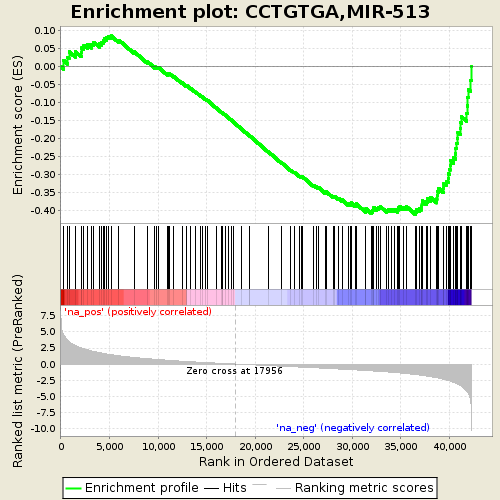 Enrichment plot: CCTGTGA,MIR-513
Enrichment score (ES)
0.10
0.05
0.00
-0.05
-0.10
-0.15
-0.20
-0.25
-0.30
-0.35
-0.40
'na_pos' (positively correlated)
Ranked list metric (PreRanked)
7.5
5.0
2.5
0.0
-2.5
-5.0
-7.5
-10.0
Zero cross at 17956
'na_neg' (negatively correlated)
0 5,000 10,000 15,000 20,000 25,000 30,000 35,000 40,000
Rank in Ordered Dataset
Enrichment profile Hits Ranking metric scores